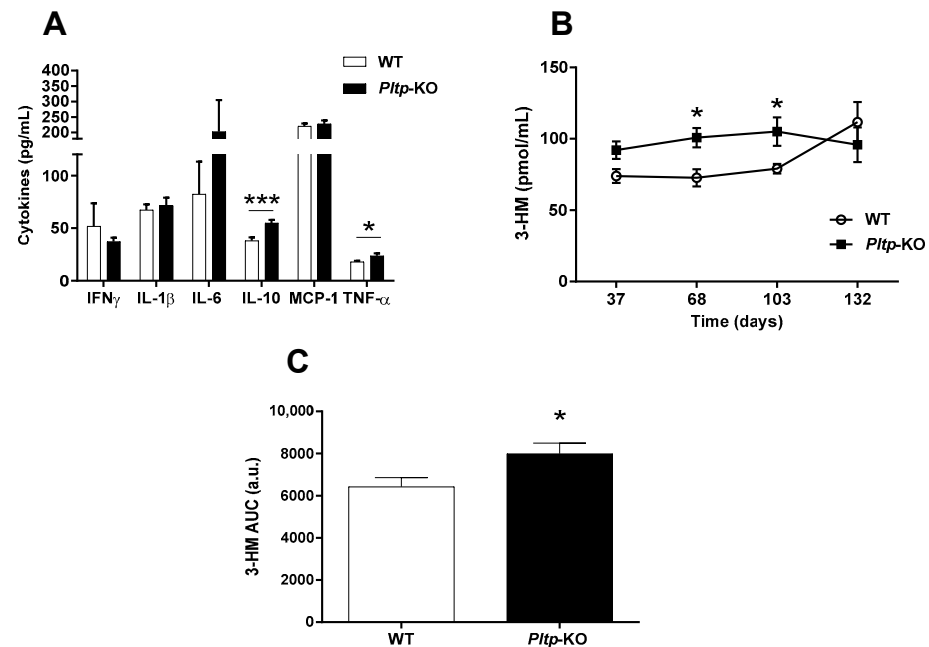 A
WT
Pltp-KO
Cytokines (pg/mL)
400
350
300
250
200
100
50
0
***
*
IFNγ IL-1β IL-6 IL-10 MCP-1 TNF-α
B
3-HM (pmol/mL)
150
100
50
0
* *
WT
Pltp-KO
37 68 103 132
Time (days)
C
3-HM AUC (a.u.)
10,000
8000
6000
4000
2000
0
*
WT Pltp-KO